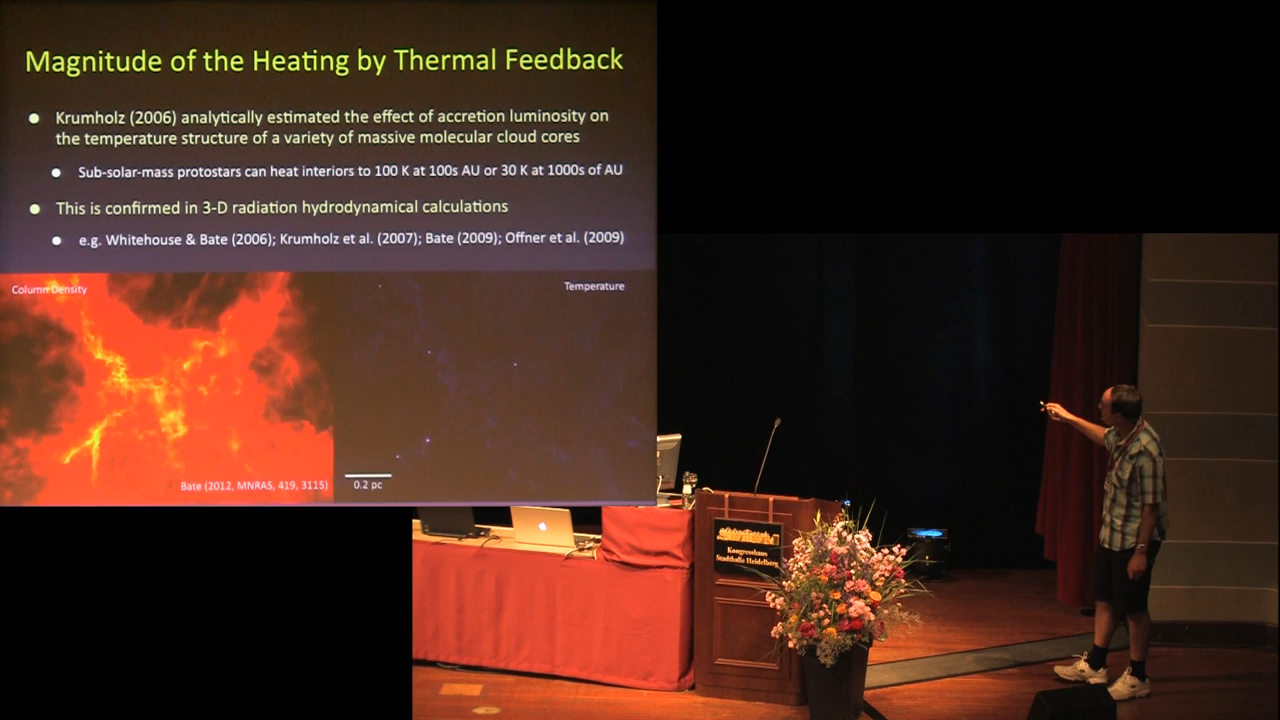 Magnitude of the Heating by Thermal Feedback
Krumholz (2006) analytically estimated the effect of accretion luminosity on
the temperature structure of a variety of massive molecular cloud cores
Sub-solar-mass protostars can heat interiors to 100 K at 100s AU or 30 K at 1000s of AU
This is confirmed in 3-D radiation hydrodynamical calculations
e.g. Whitehouse & Bate (2006); Krumholz et al. (2007); Bate (2009); Offner et al. (2009)
Column Density
Temperature
Bate (2012, MNRAS, 419, 3115)
0.2 pc
Kongresshaus
Stadthalle Heidelberg